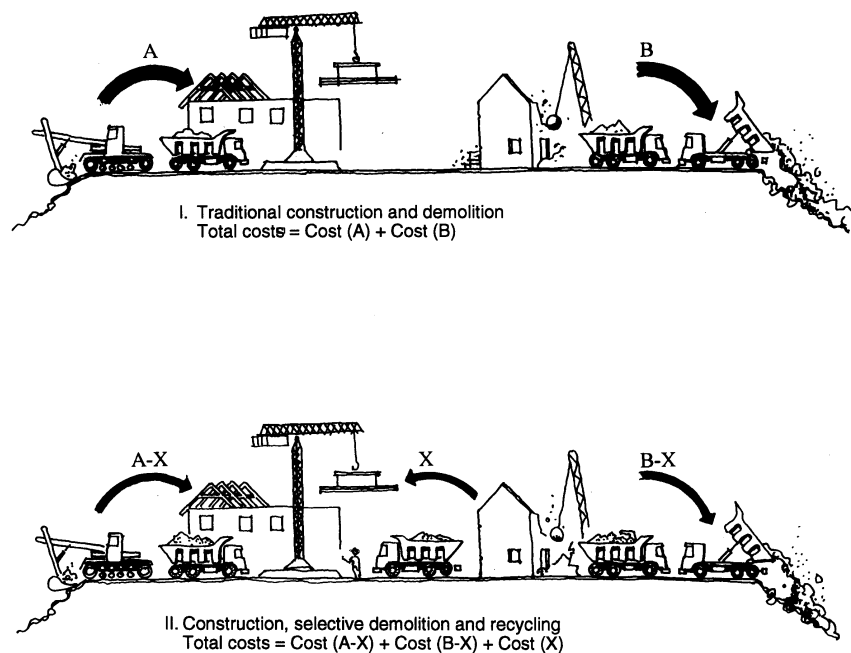 A
B
I. Traditional construction and demolition
Total costs = Cost (A) + Cost (B)
A-X
X
B-X
II. Construction, selective demolition and recycling
Total costs = Cost (A-X) + Cost (B-X) + Cost (X)